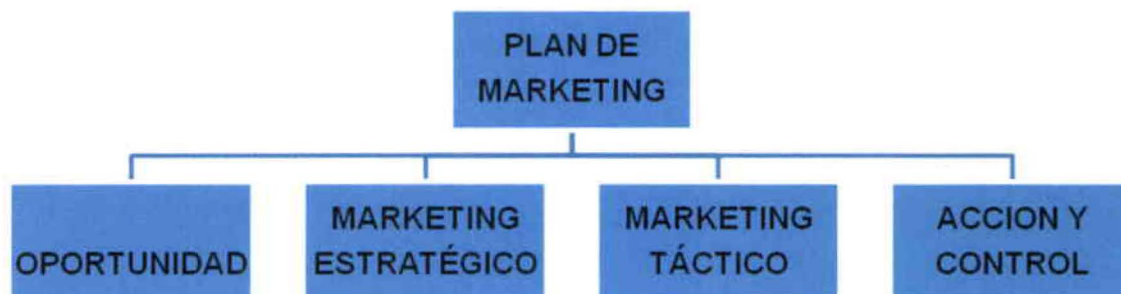 PLAN DE
MARKETING
OPORTUNIDAD
MARKETING
ESTRATÉGICO
MARKETING
TÁCTICO
ACCION Y
CONTROL